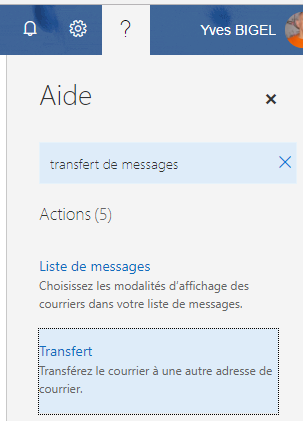 ?
Yves BIGEL
Aide
transfert de messages
Actions (5)
Liste de messages
Choisissez les modalités d'affichage des
courriers dans votre liste de messages.
Transfert
Transférez le courrier à une autre adresse de
courrier.